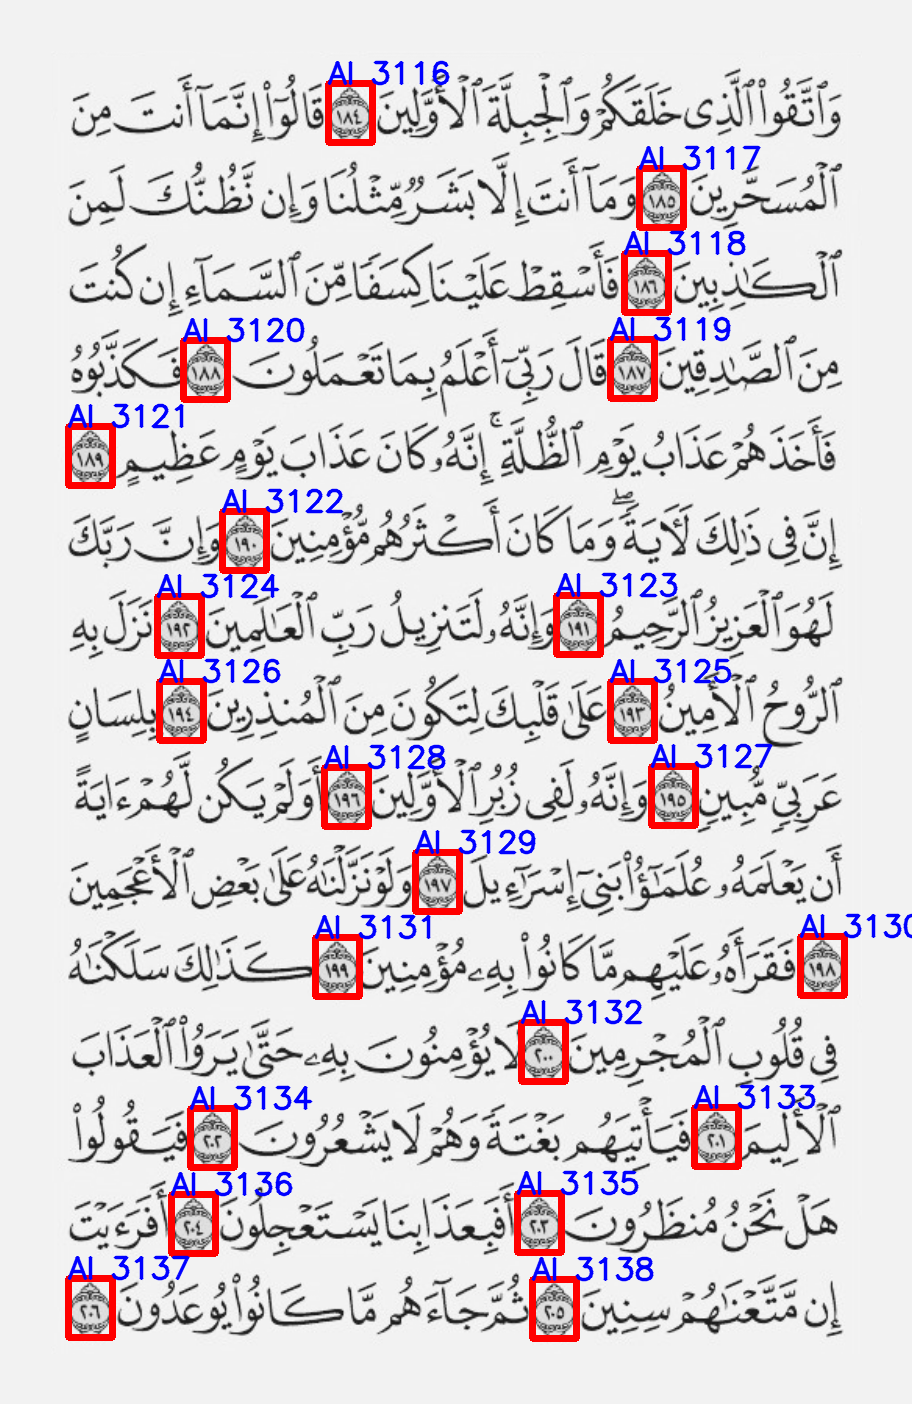 AI_3116
وَٱتَّقُوا۟ ٱلَّذِى خَلَقَكُمْ وَٱلْجِبِلَّةَ ٱلْأَوَّلِينَ ١٨٤ قَالُوٓا۟ إِنَّمَآ أَنتَ مِنَ
AI_3117
ٱلْمُسَحَّرِينَ ١٨٥ وَمَآ أَنتَ إِلَّا بَشَرٌ مِّثْلُنَا وَإِن نَّظُنُّكَ لَمِنَ
AI_3118
ٱلْكَـٰذِبِينَ ١٨٦ فَأَسْقِطْ عَلَيْنَا كِسَفًا مِّنَ ٱلسَّمَآءِ إِن كُنتَ
AI_3119 AI_3120
مِنَ ٱلصَّـٰدِقِينَ ١٨٧ قَالَ رَبِّىٓ أَعْلَمُ بِمَا تَعْمَلُونَ ١٨٨ فَكَذَّبُوهُ
AI_3121
فَأَخَذَهُمْ عَذَابُ يَوْمِ ٱلظُّلَّةِ ۚ إِنَّهُۥ كَانَ عَذَابَ يَوْمٍ عَظِيمٍ ١٨٩
AI_3122
إِنَّ فِى ذَٰلِكَ لَـَٔايَةً ۖ وَمَا كَانَ أَكْثَرُهُم مُّؤْمِنِينَ ١٩٠ وَإِنَّ رَبَّكَ
AI_3123 AI_3124
لَهُوَ ٱلْعَزِيزُ ٱلرَّحِيمُ ١٩١ وَإِنَّهُۥ لَتَنزِيلُ رَبِّ ٱلْعَـٰلَمِينَ ١٩٢ نَزَلَ بِهِ
AI_3125 AI_3126
ٱلرُّوحُ ٱلْأَمِينُ ١٩٣ عَلَىٰ قَلْبِكَ لِتَكُونَ مِنَ ٱلْمُنذِرِينَ ١٩٤ بِلِسَانٍ
AI_3127 AI_3128
عَرَبِىٍّ مُّبِينٍ ١٩٥ وَإِنَّهُۥ لَفِى زُبُرِ ٱلْأَوَّلِينَ ١٩٦ أَوَلَمْ يَكُن لَّهُمْ ءَايَةً
AI_3129
أَن يَعْلَمَهُۥ عُلَمَـٰٓؤُا۟ بَنِىٓ إِسْرَٰٓءِيلَ ١٩٧ وَلَوْ نَزَّلْنَـٰهُ عَلَىٰ بَعْضِ ٱلْأَعْجَمِينَ
AI_3130 AI_3131
١٩٨ فَقَرَأَهُۥ عَلَيْهِم مَّا كَانُوا۟ بِهِۦ مُؤْمِنِينَ ١٩٩ كَذَٰلِكَ سَلَكْنَـٰهُ
AI_3132
فِى قُلُوبِ ٱلْمُجْرِمِينَ ٢٠٠ لَا يُؤْمِنُونَ بِهِۦ حَتَّىٰ يَرَوُا۟ ٱلْعَذَابَ
AI_3133 AI_3134
ٱلْأَلِيمَ ٢٠١ فَيَأْتِيَهُم بَغْتَةً وَهُمْ لَا يَشْعُرُونَ ٢٠٢ فَيَقُولُوا۟
AI_3135 AI_3136
هَلْ نَحْنُ مُنظَرُونَ ٢٠٣ أَفَبِعَذَابِنَا يَسْتَعْجِلُونَ ٢٠٤ أَفَرَءَيْتَ
AI_3138 AI_3137
إِن مَّتَّعْنَـٰهُمْ سِنِينَ ٢٠٥ ثُمَّ جَآءَهُم مَّا كَانُوا۟ يُوعَدُونَ ٢٠٦